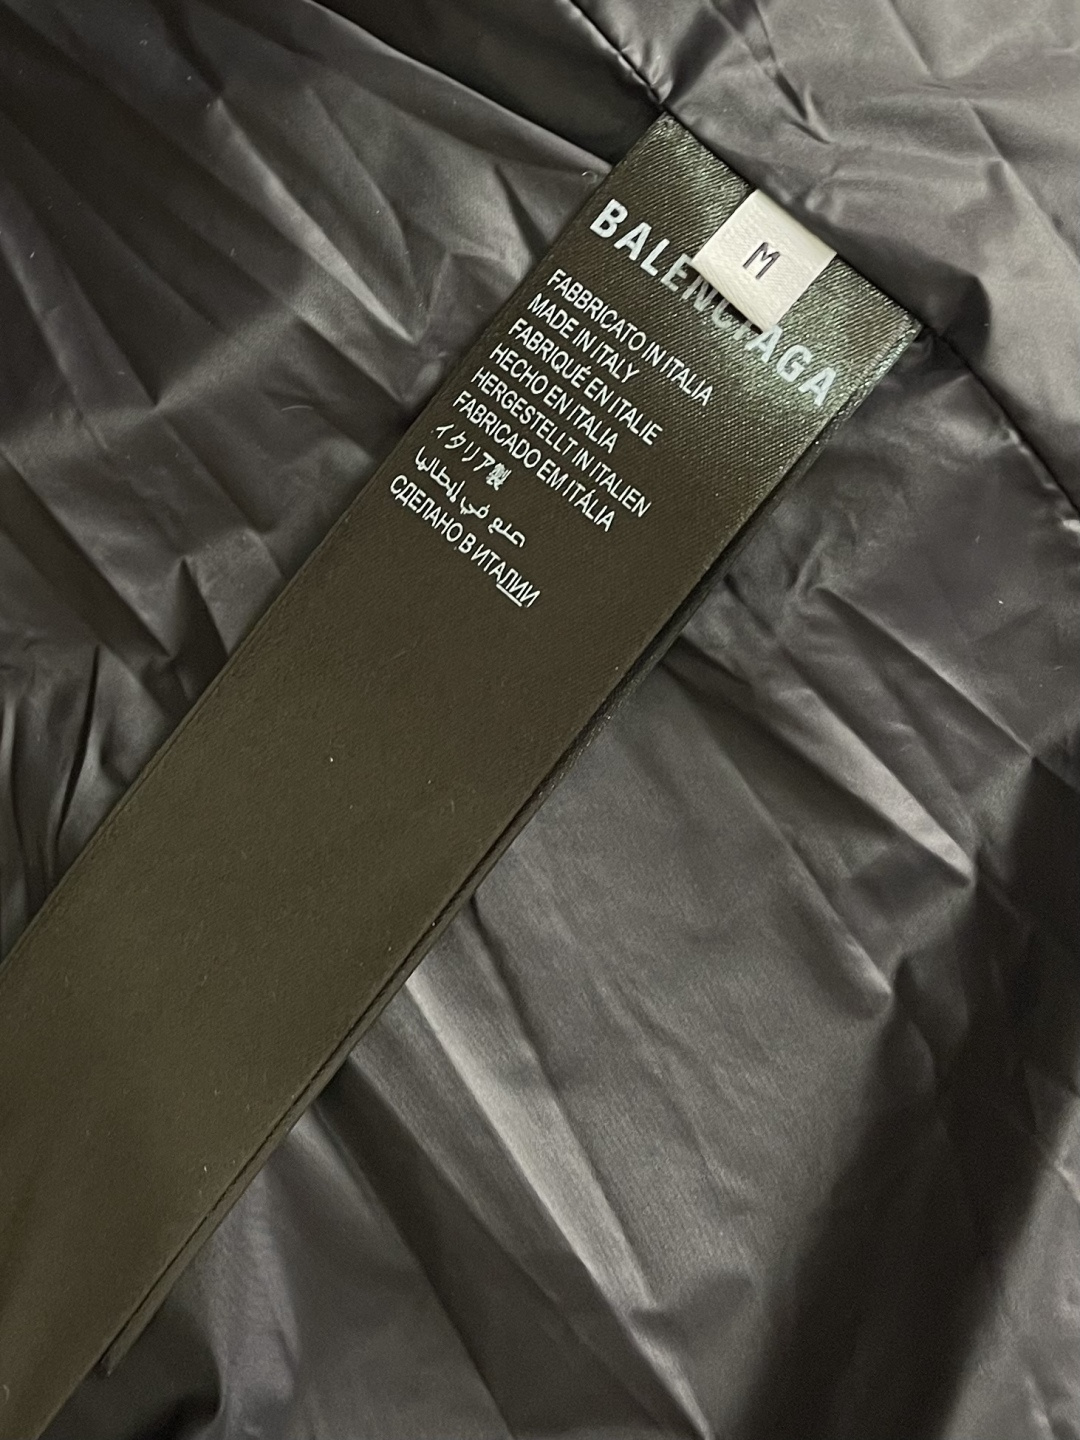 BALENCIAGA
M
FABBRICATO IN ITALIA
MADE IN ITALY
FABRIQUÉ EN ITALIE
HECHO EN ITALIA
HERGESTELLT IN ITALIEN
FABRICADO EM ITÁLIA
イタリア製
صنع في إيطاليا
СДЕЛАНО В ИТАЛИИ